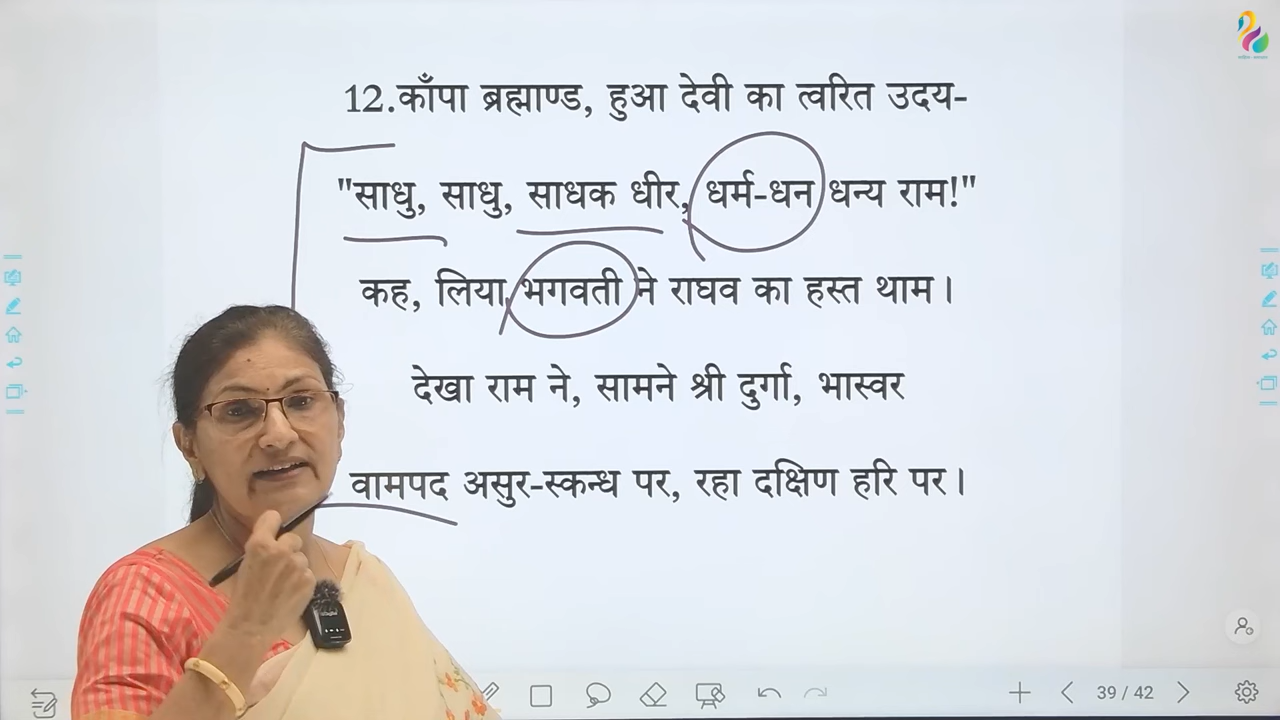 12.काँपा ब्रह्माण्ड, हुआ देवी का त्वरित उदय-
"साधु, साधु, साधक धीर, धर्म-धन धन्य राम!"
कह, लिया भगवती ने राघव का हस्त थाम।
देखा राम ने, सामने श्री दुर्गा, भास्वर
वामपद असुर-स्कन्ध पर, रहा दक्षिण हरि पर।
39 / 42